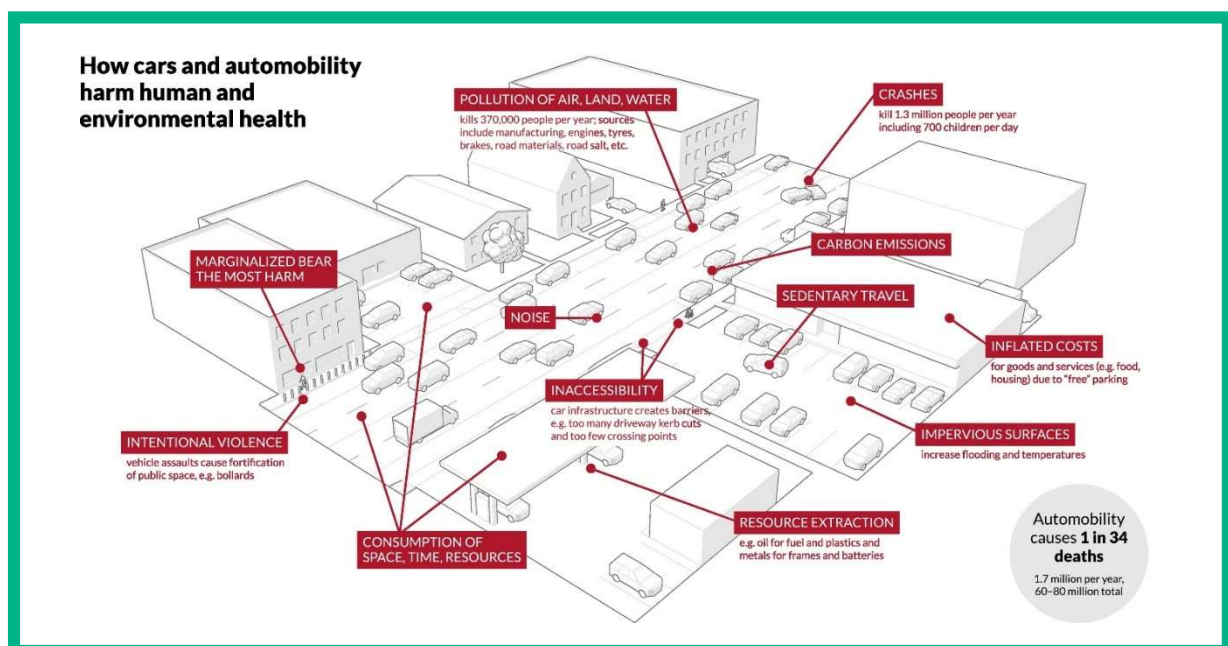 How cars and automobility
harm human and
environmental health
POLLUTION OF AIR, LAND, WATER
kills 370,000 people per year; sources
include manufacturing, engines, tyres,
brakes, road materials, road salt, etc.
CRASHES
kill 1.3 million people per year
including 700 children per day
MARGINALIZED BEAR
THE MOST HARM
CARBON EMISSIONS
SEDENTARY TRAVEL
NOISE
INFLATED COSTS
for goods and services (e.g. food,
housing) due to "free" parking
INACCESSIBILITY
car infrastructure creates barriers,
e.g. too many driveway kerb cuts
and too few crossing points
INTENTIONAL VIOLENCE
vehicle assaults cause fortification
of public space, e.g. bollards
IMPERVIOUS SURFACES
increase flooding and temperatures
CONSUMPTION OF
SPACE, TIME, RESOURCES
RESOURCE EXTRACTION
e.g. oil for fuel and plastics and
metals for frames and batteries
Automobility
causes 1 in 34
deaths
1.7 million per year,
60–80 million total